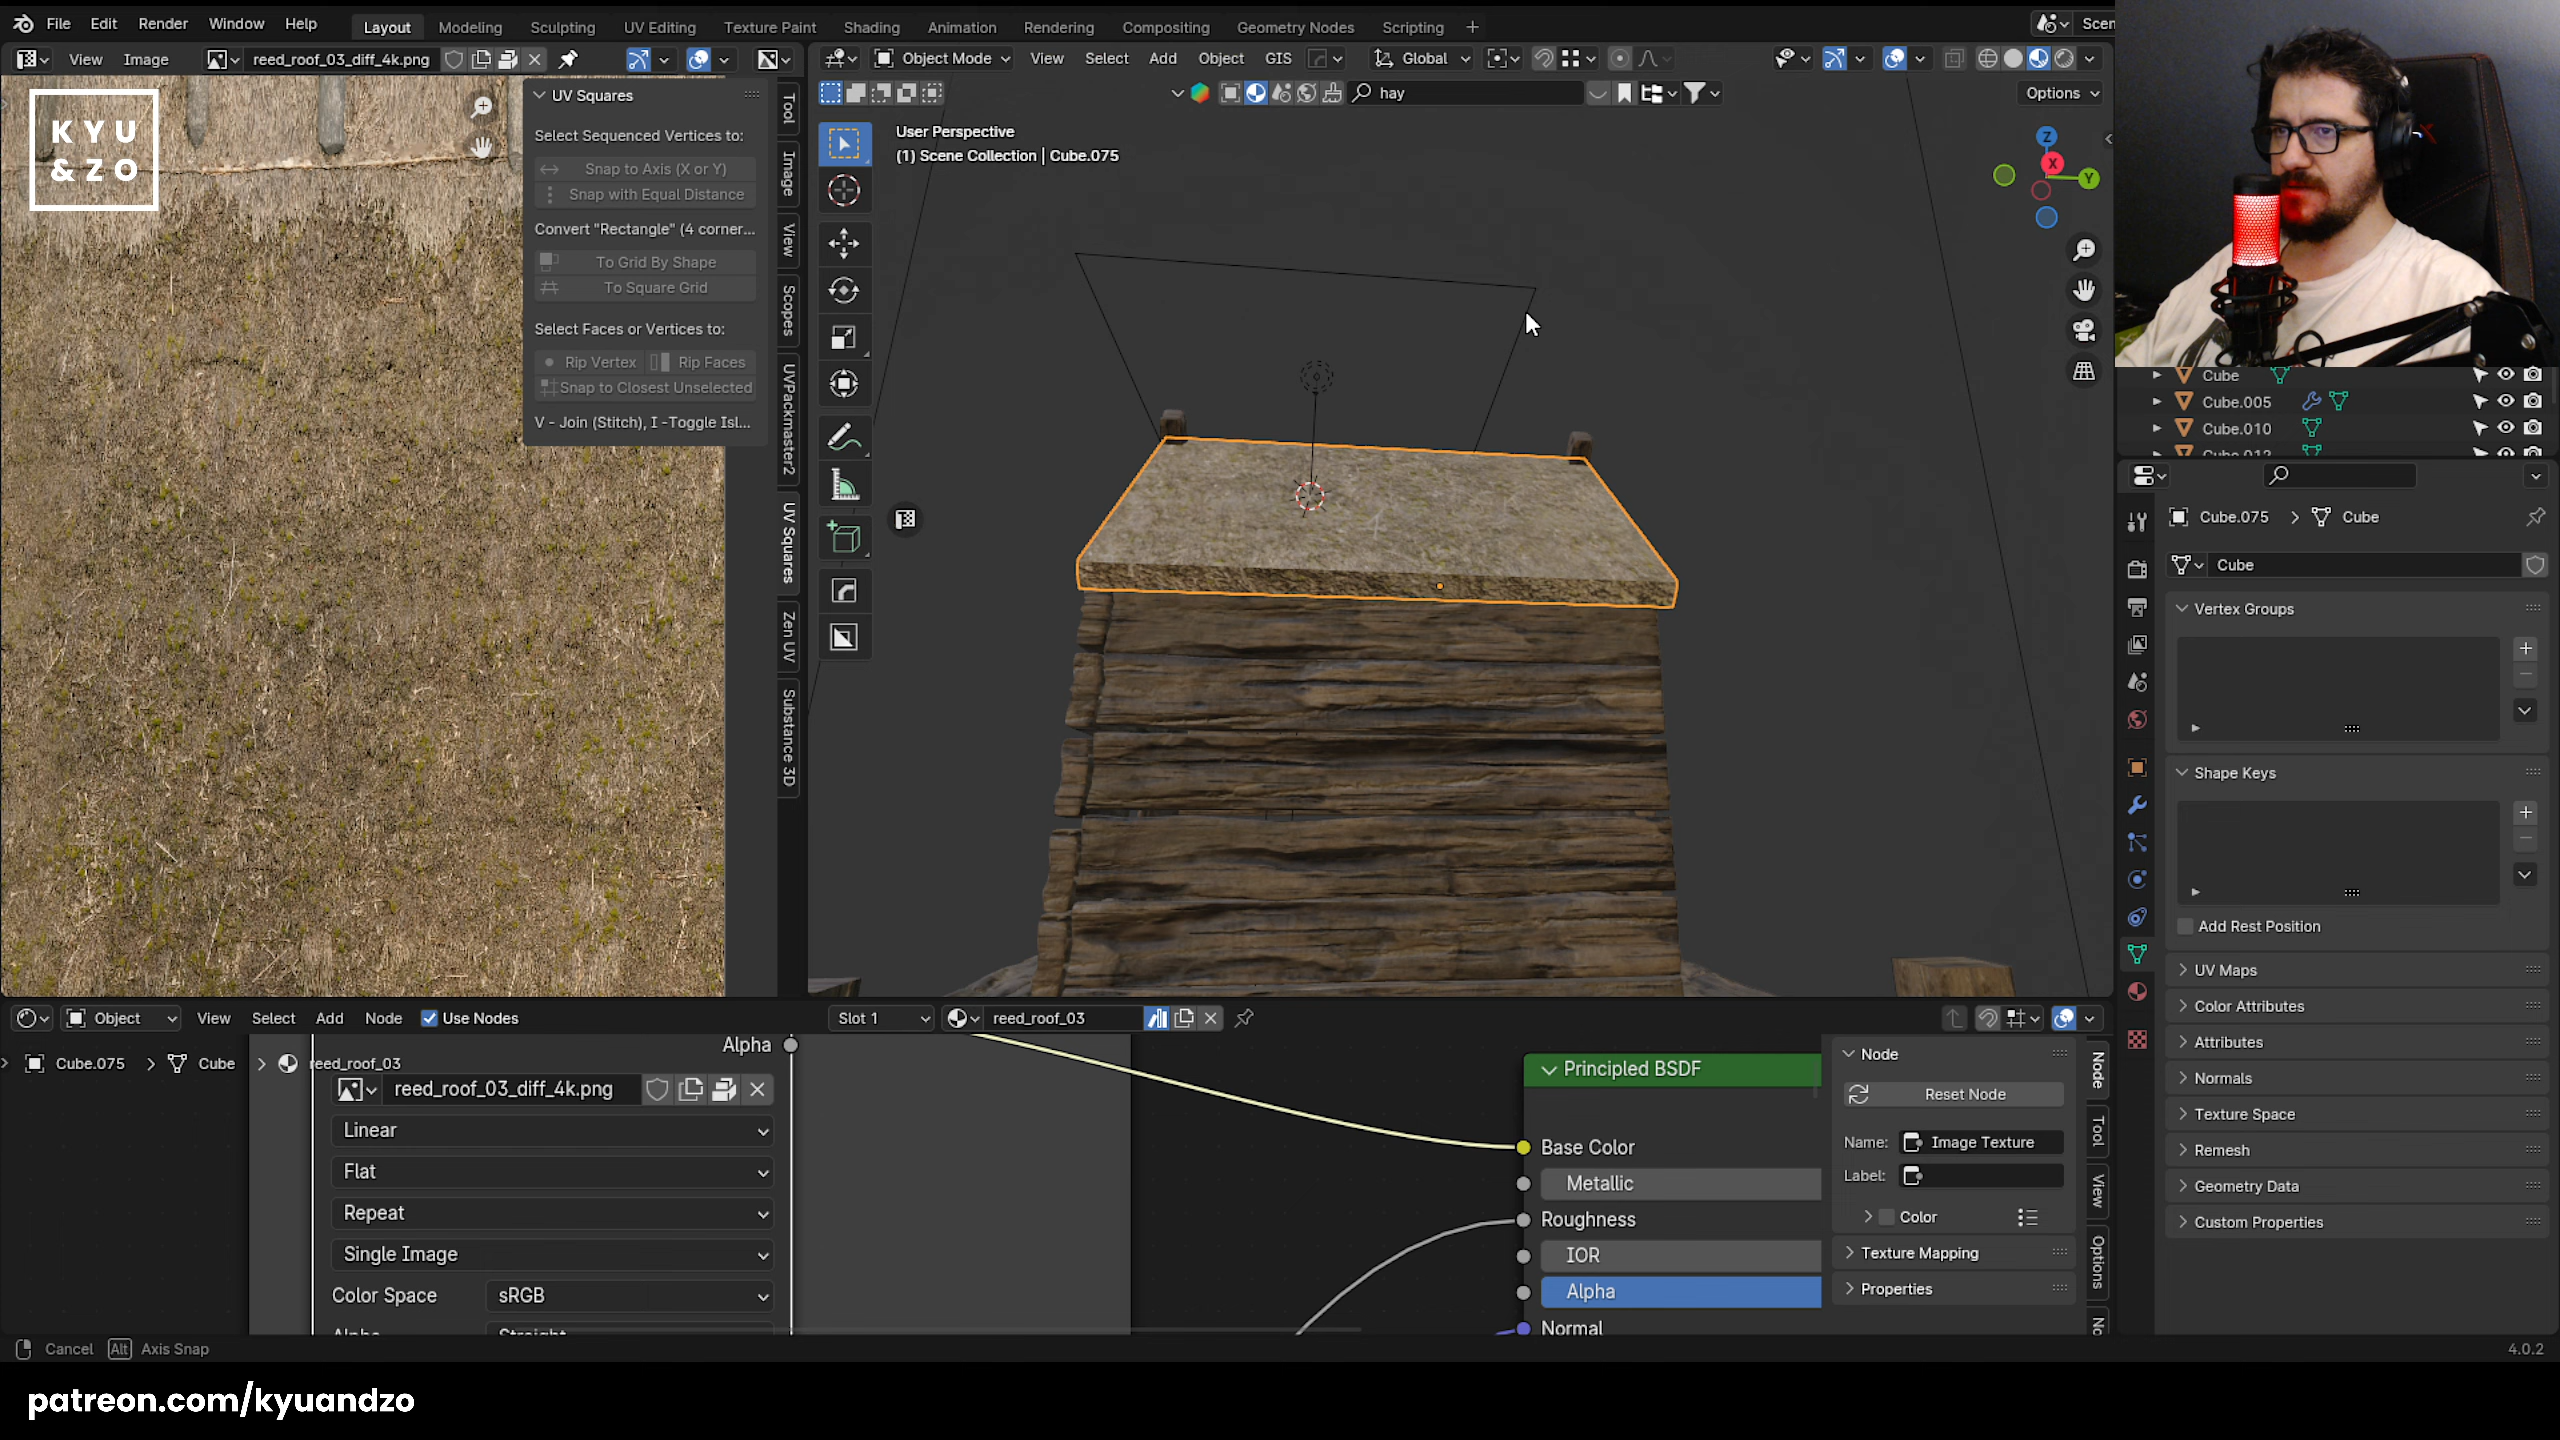 File Edit Render Window Help Layout Modeling Sculpting UV Editing Texture Paint Shading Animation Rendering Compositing Geometry Nodes Scripting + Scen
View Image reed_roof_03_diff_4k.png
Object Mode View Select Add Object GIS Global
hay
Options
KYU
&ZO
UV Squares
Select Sequenced Vertices to:
Snap to Axis (X or Y)
Snap with Equal Distance
Convert "Rectangle" (4 corner...
To Grid By Shape
To Square Grid
Select Faces or Vertices to:
Rip Vertex Rip Faces
Snap to Closest Unselected
V - Join (Stitch), I -Toggle Isl...
Tool
Image
View
Scopes
UVPackmaster2
UV Squares
Zen UV
Substance 3D
User Perspective
(1) Scene Collection | Cube.075
Z
X
Y
Cube
Cube.005
Cube.010
Cube.012
Cube.075 > Cube
Cube
Vertex Groups
Shape Keys
Add Rest Position
UV Maps
Color Attributes
Attributes
Normals
Texture Space
Remesh
Geometry Data
Custom Properties
Object View Select Add Node Use Nodes Slot 1 reed_roof_03
Cube.075 > Cube > reed_roof_03
Alpha
reed_roof_03_diff_4k.png
Linear
Flat
Repeat
Single Image
Color Space sRGB
Alpha Straight
Principled BSDF
Base Color
Metallic
Roughness
IOR
Alpha
Normal
Node
Reset Node
Name: Image Texture
Label:
Color
Texture Mapping
Properties
Node
Tool
View
Options
No
Cancel Alt Axis Snap
4.0.2
patreon.com/kyuandzo